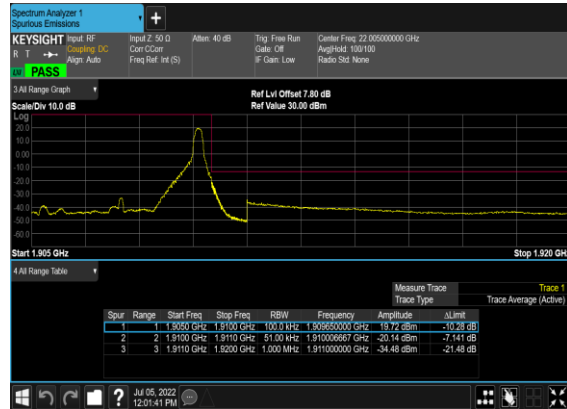 Spectrum Analyzer 1
Spurious Emissions
KEYSIGHT Input: RF Input Z: 50 Ω Atten: 40 dB Trig: Free Run Center Freq: 22.005000000 GHz
R T Coupling: DC Corr CCorr Gate: Off Avg|Hold: 100/100
Align: Auto Freq Ref: Int (S) IF Gain: Low Radio Std: None
PASS
3 All Range Graph
Ref Lvl Offset 7.80 dB
Scale/Div 10.0 dB Ref Value 30.00 dBm
Log
20.0
10.0
0.00
-10.0
-20.0
-30.0
-40.0
-50.0
-60.0
Start 1.905 GHz Stop 1.920 GH
4 All Range Table
Measure Trace Trace 1
Trace Type Trace Average (Active)
Spur Range Start Freq Stop Freq RBW Frequency Amplitude ΔLimit
1 1 1.9050 GHz 1.9100 GHz 100.0 kHz 1.909650000 GHz 19.72 dBm -10.28 dB
2 2 1.9100 GHz 1.9110 GHz 51.00 kHz 1.910006667 GHz -20.14 dBm -7.141 dB
3 3 1.9110 GHz 1.9200 GHz 1.000 MHz 1.911000000 GHz -34.48 dBm -21.48 dB
? Jul 05, 2022
12:01:41 PM